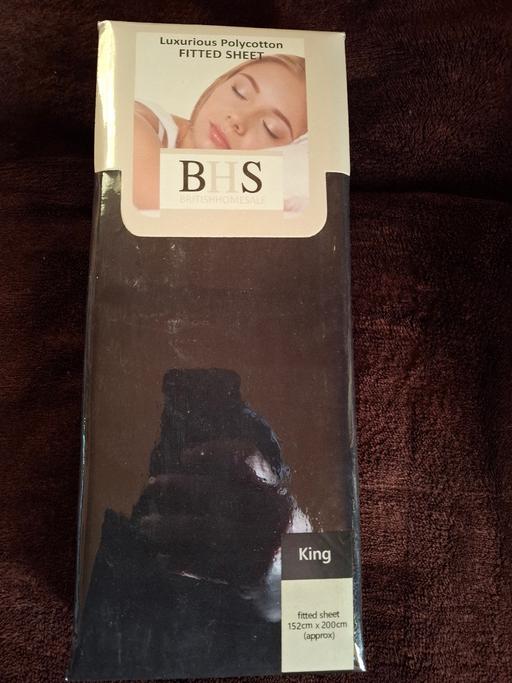 Luxurious Polycotton
FITTED SHEET
BHS
BRITISHHOMESALE
King
fitted sheet
152cm x 200cm
(approx)